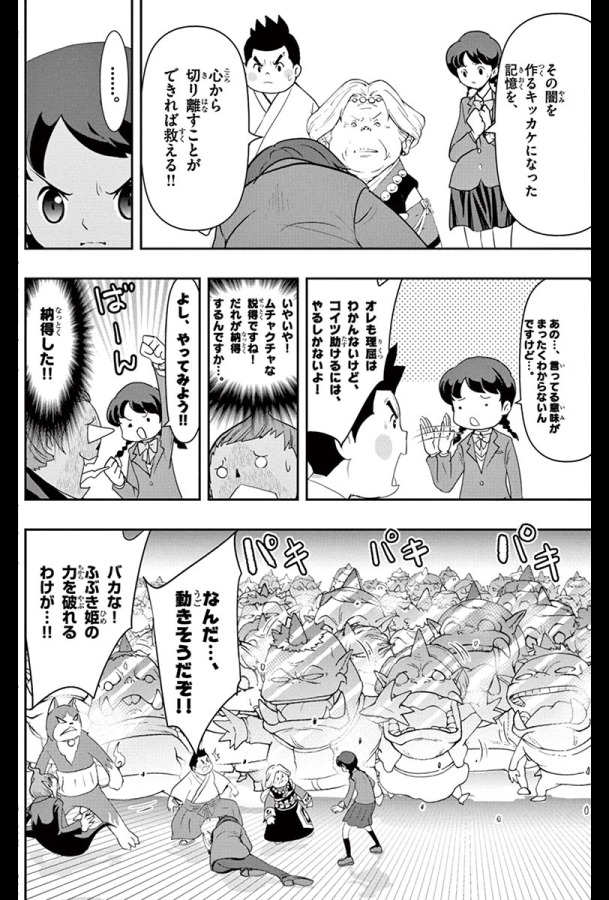 その闇を
作るキッカケになった
記憶を、
心から
切り離すことが
できれば救える!!
……。
あの…、言ってる意味が
まったくわからないん
ですけど…。
オレも理屈は
わかんないけど、
コイツ助けるには、
やるしかないよ!
いやいや!
ムチャクチャな
説得ですね!
だれが納得
するんですか…。
よし、やってみよう!!
ばーん
納得した!!
パキ
パキ
パキ
なんだ…、
動きそうだぞ!!
バカな!
ふぶき姫の
力を破れる
わけが…!!